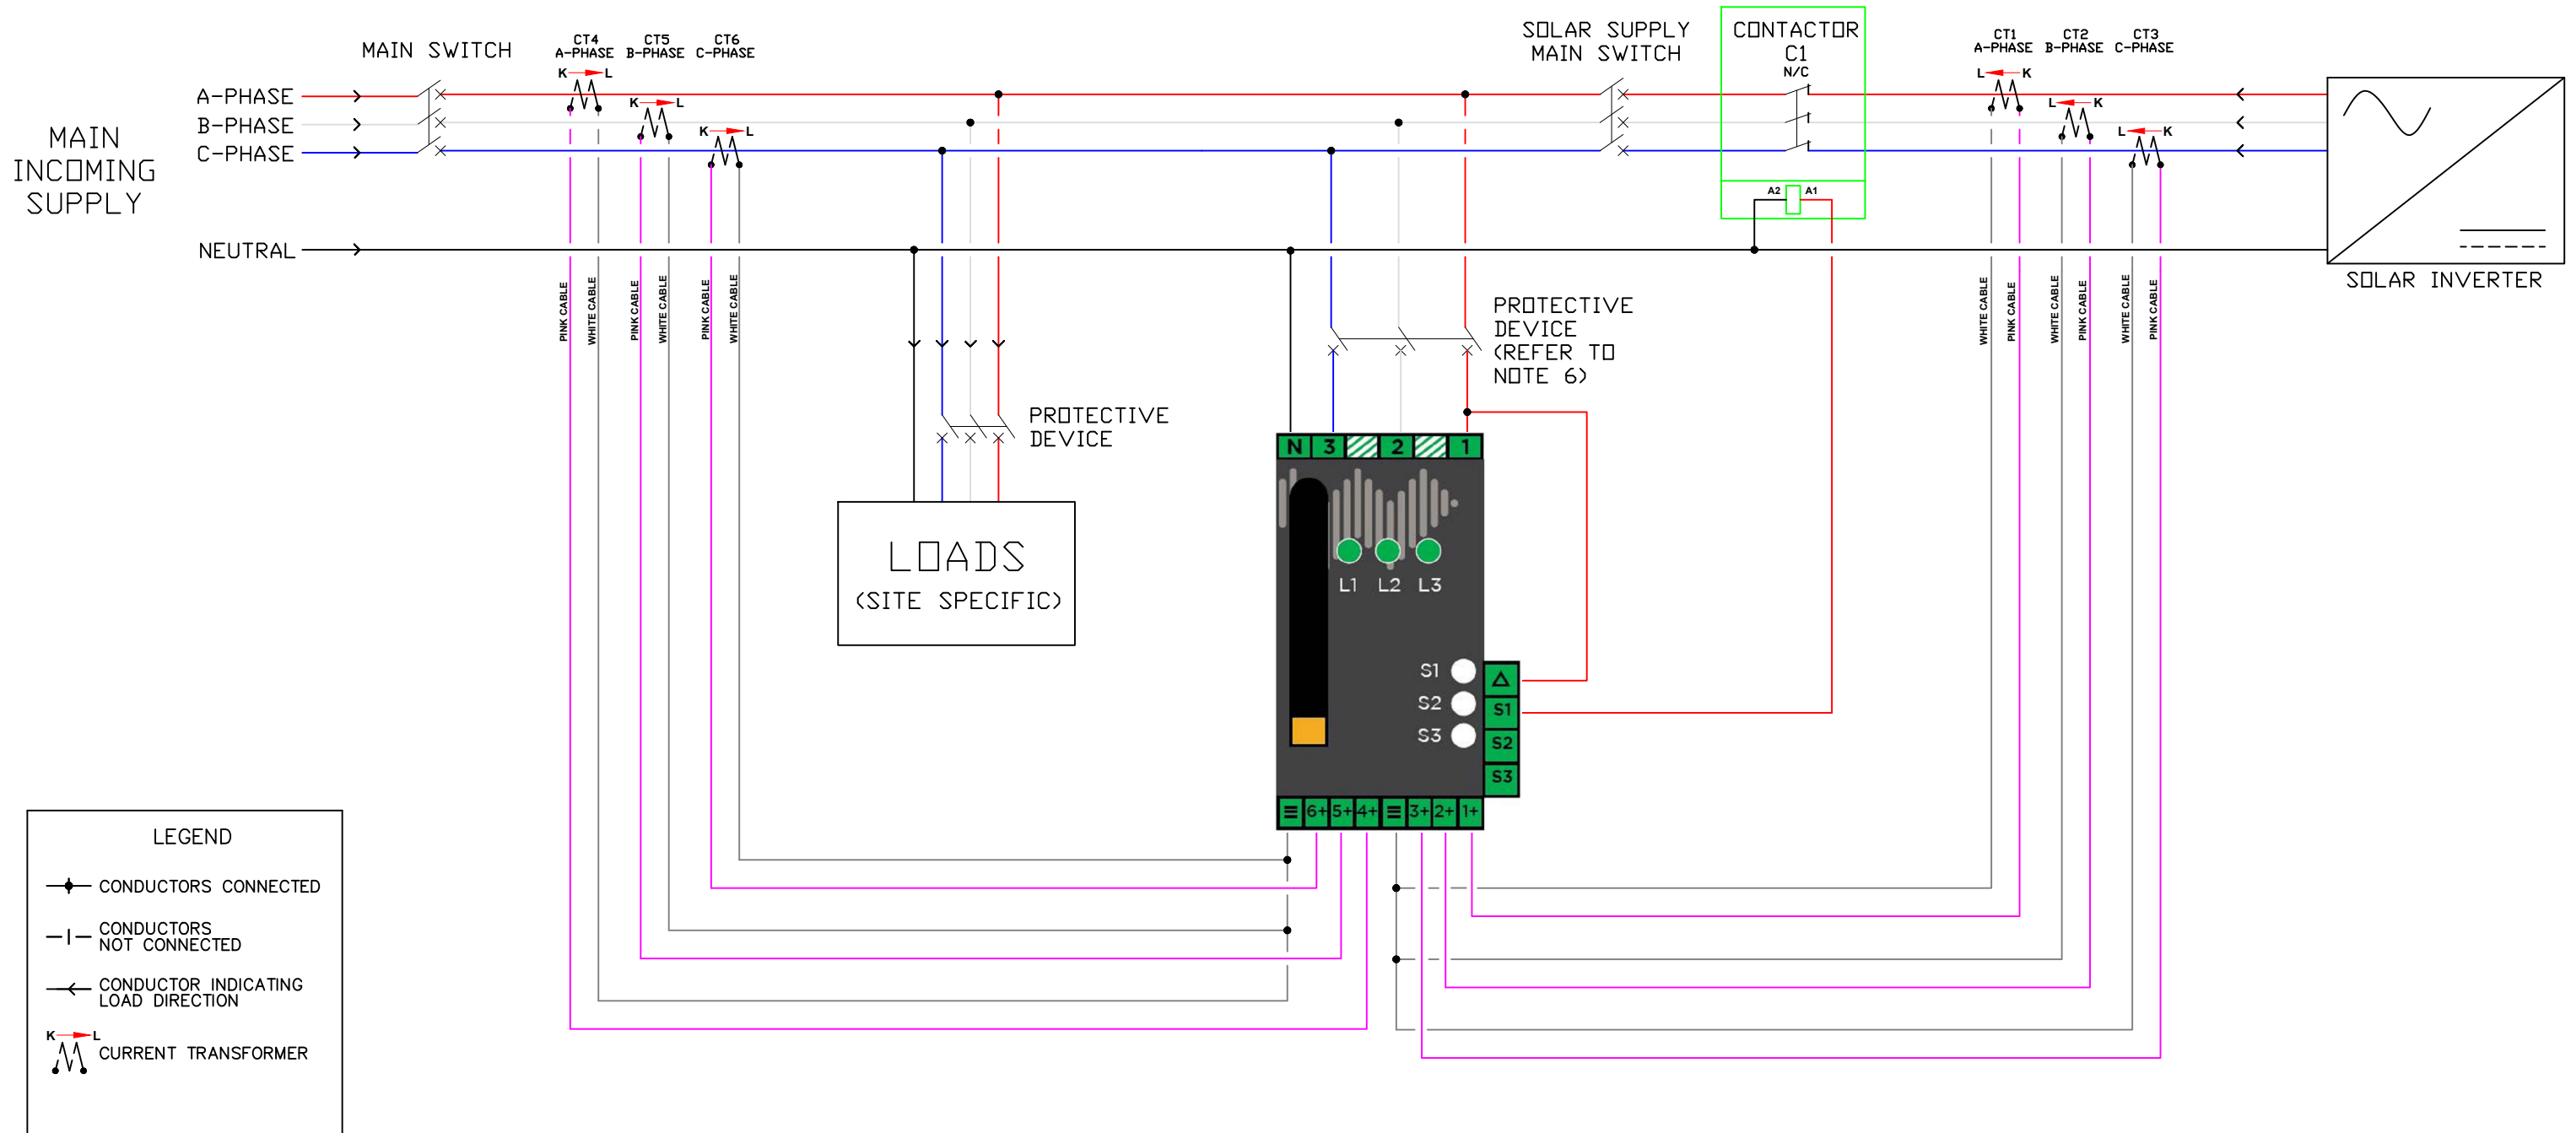 MAIN SWITCH
CT4
A-PHASE
CT5
B-PHASE
CT6
C-PHASE
K L
K L
K L
SOLAR SUPPLY
MAIN SWITCH
CONTACTOR
C1
N/C
A2 A1
CT1
A-PHASE
CT2
B-PHASE
CT3
C-PHASE
L K
L K
L K
MAIN
INCOMING
SUPPLY
A-PHASE
B-PHASE
C-PHASE
NEUTRAL
SOLAR INVERTER
PINK CABLE
WHITE CABLE
PINK CABLE
WHITE CABLE
PINK CABLE
WHITE CABLE
WHITE CABLE
PINK CABLE
WHITE CABLE
PINK CABLE
WHITE CABLE
PINK CABLE
PROTECTIVE
DEVICE
(REFER TO
NOTE 6)
PROTECTIVE
DEVICE
LOADS
(SITE SPECIFIC)
N 3 2 1
L1 L2 L3
S1
S2
S3
S1
S2
S3
6+ 5+ 4+ 3+ 2+ 1+
LEGEND
CONDUCTORS CONNECTED
CONDUCTORS
NOT CONNECTED
CONDUCTOR INDICATING
LOAD DIRECTION
K L
CURRENT TRANSFORMER